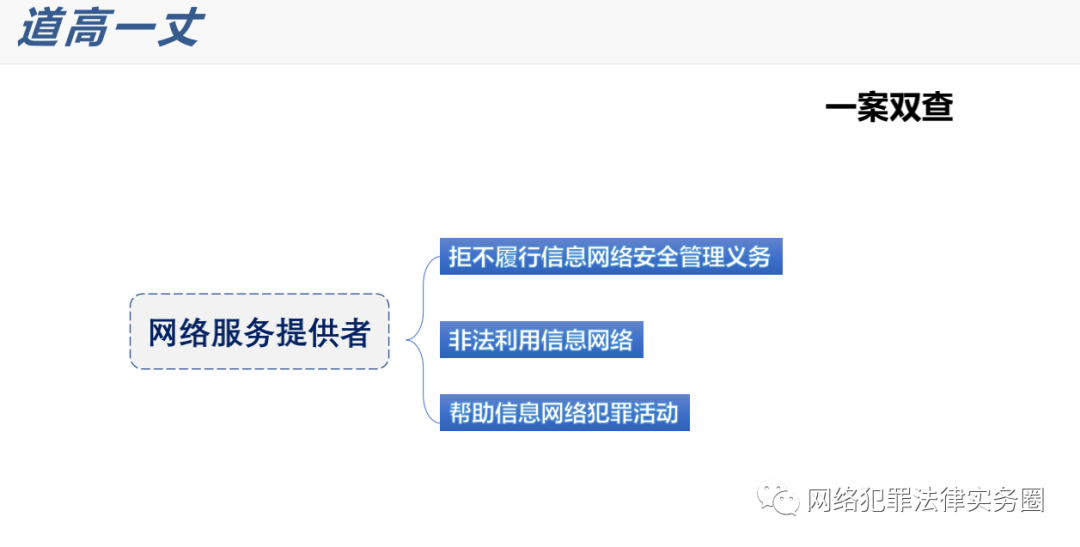 道高一丈
一案双查
拒不履行信息网络安全管理义务
网络服务提供者
非法利用信息网络
帮助信息网络犯罪活动
网络犯罪法律实务圈